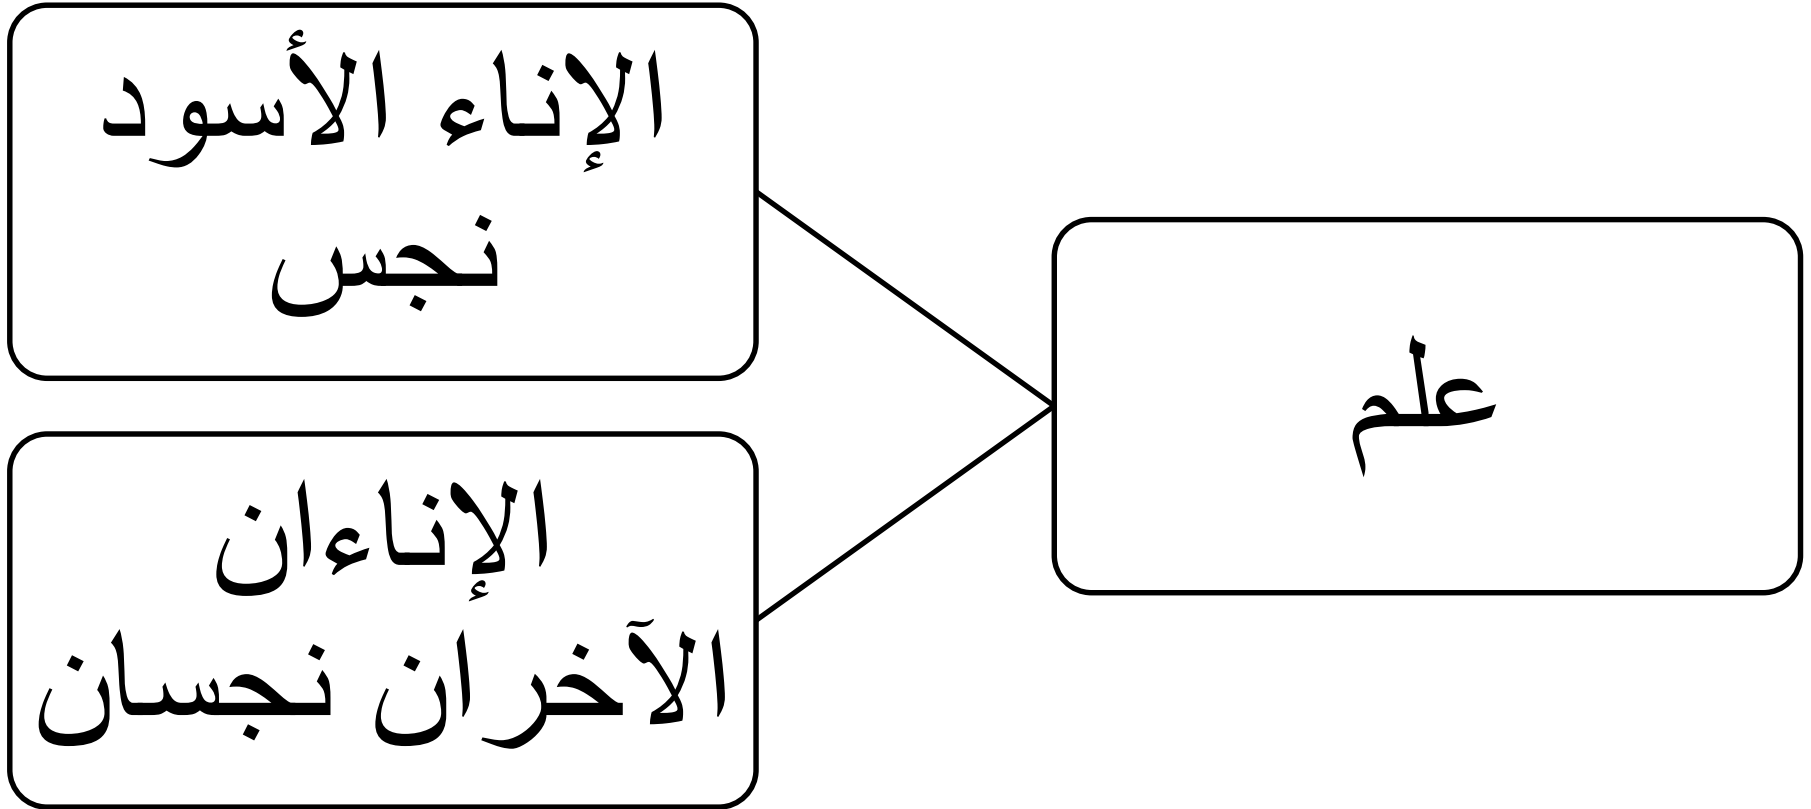 علم
الإناء الأسود
نجس
الإناءان
الآخران نجسان